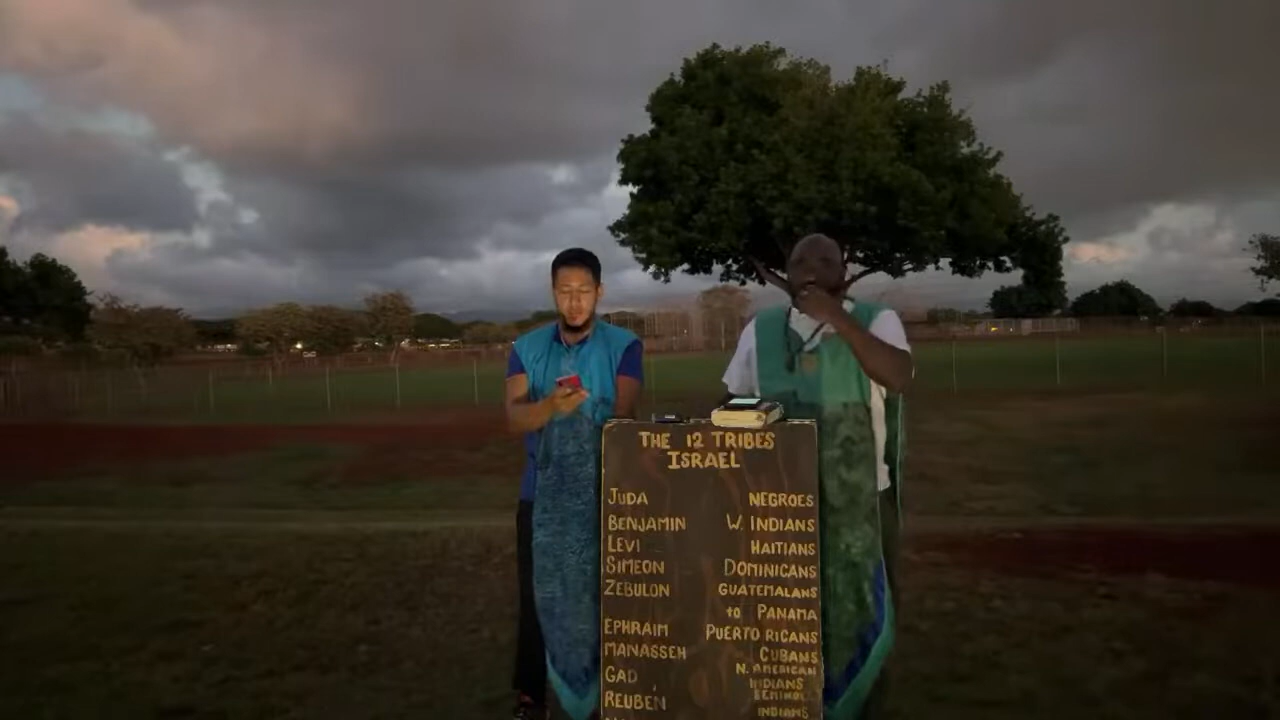 THE 12 TRIBES
ISRAEL
JUDA NEGROES
BENJAMIN W. INDIANS
LEVI HAITIANS
SIMEON DOMINICANS
ZEBULON GUATEMALANS
to PANAMA
EPHRAIM PUERTO RICANS
MANASSEH CUBANS
GAD N. AMERICAN
INDIANS
REUBEN SEMINOLE
INDIANS